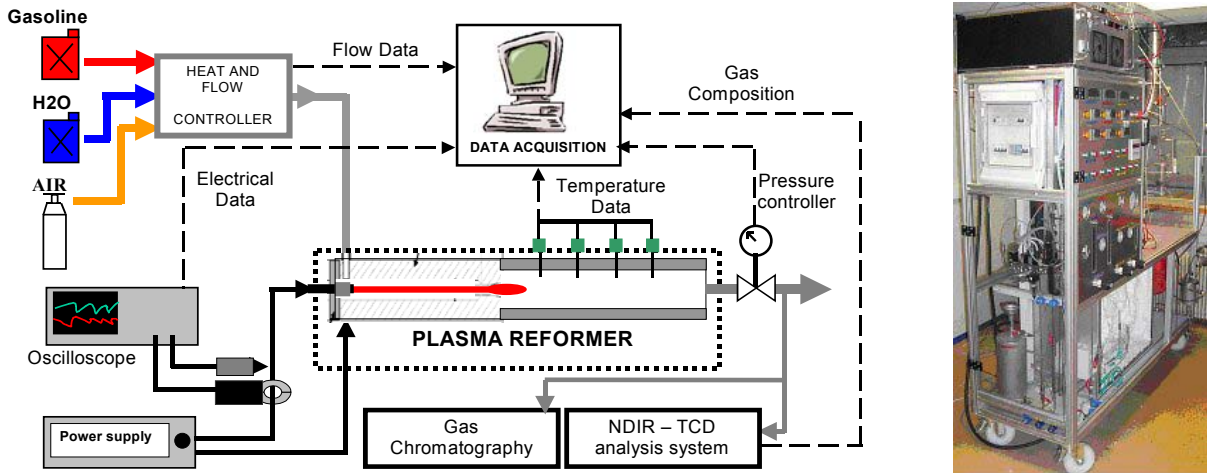 Gasoline
H2O
AIR
HEAT AND
FLOW
CONTROLLER
Flow Data
DATA ACQUISITION
Gas
Composition
Electrical
Data
Temperature
Data
Pressure
controller
PLASMA REFORMER
Oscilloscope
Power supply
Gas
Chromatography
NDIR – TCD
analysis system